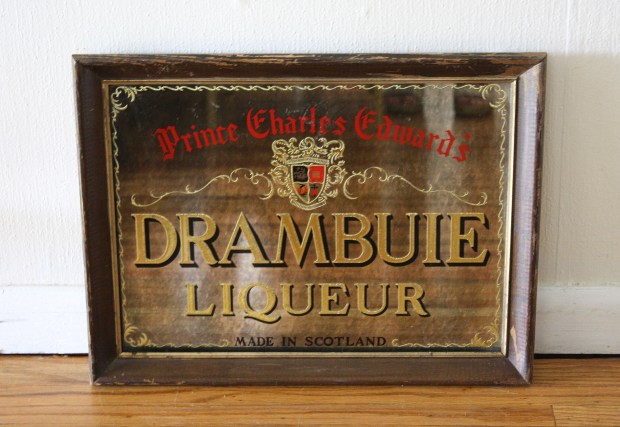 Prince Charles Edward's
DRAMBUIE
LIQUEUR
MADE IN SCOTLAND